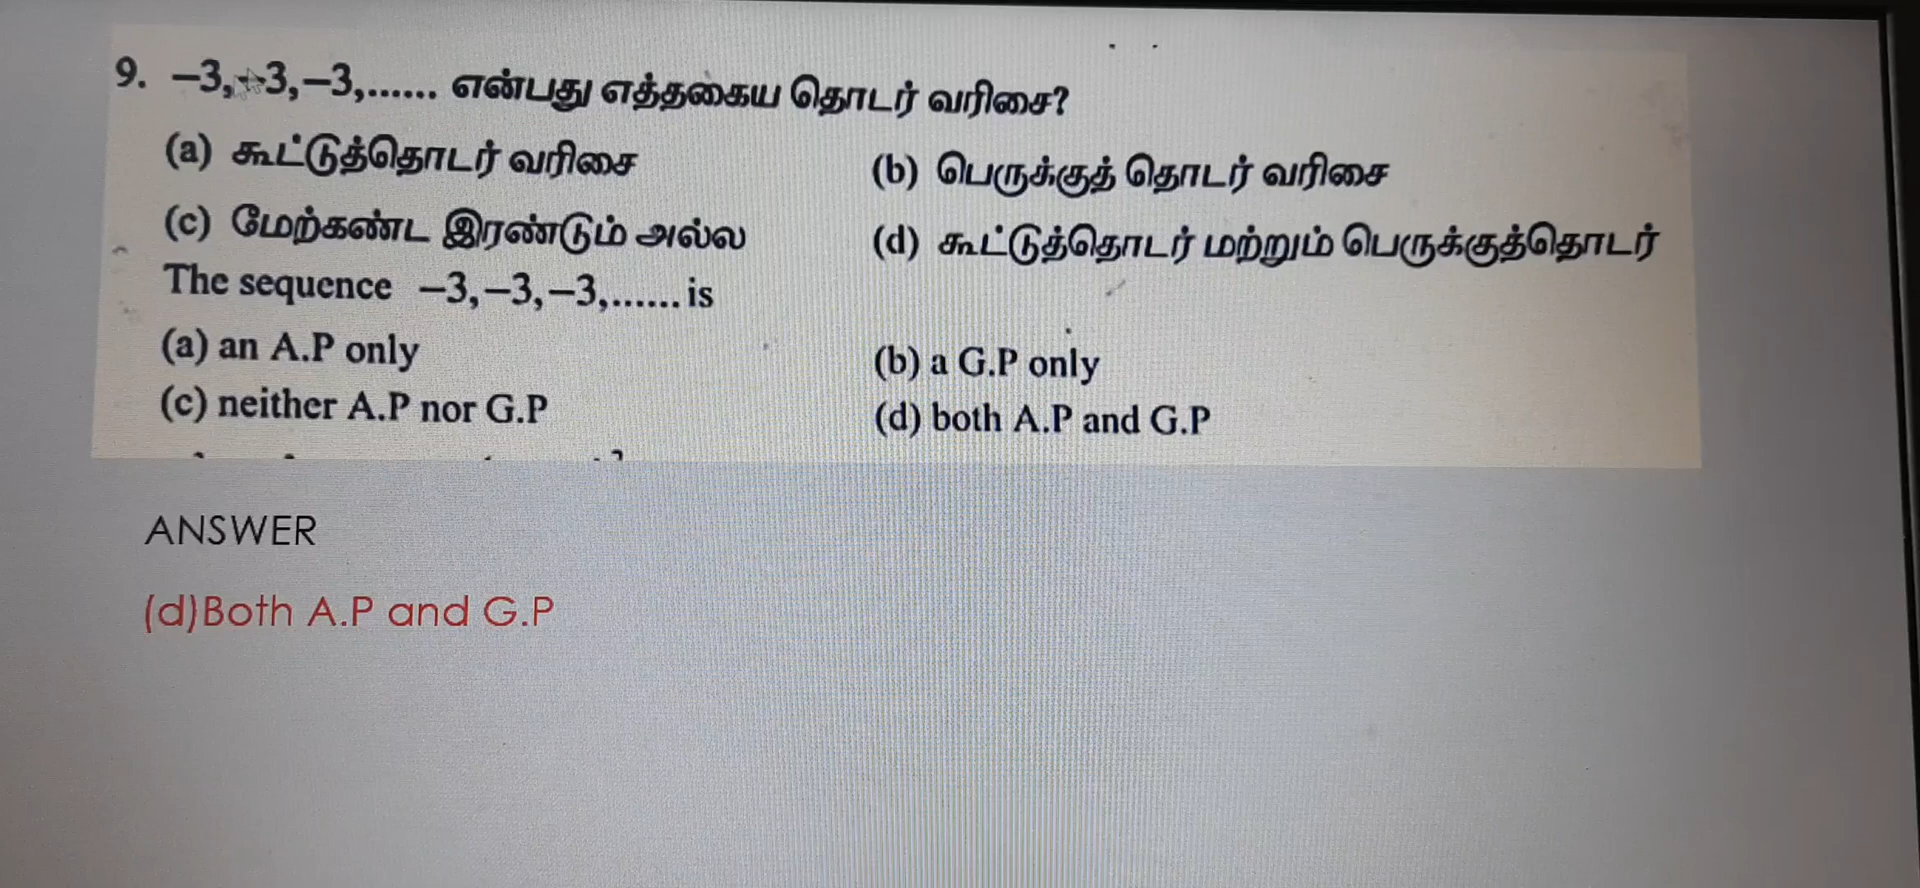 9. −3,−3,−3,...... என்பது எத்தகைய தொடர் வரிசை?
(a) கூட்டுத்தொடர் வரிசை (b) பெருக்குத் தொடர் வரிசை
(c) மேற்கண்ட இரண்டும் அல்ல (d) கூட்டுத்தொடர் மற்றும் பெருக்குத்தொடர்
The sequence −3,−3,−3,...... is
(a) an A.P only (b) a G.P only
(c) neither A.P nor G.P (d) both A.P and G.P
ANSWER
(d)Both A.P and G.P